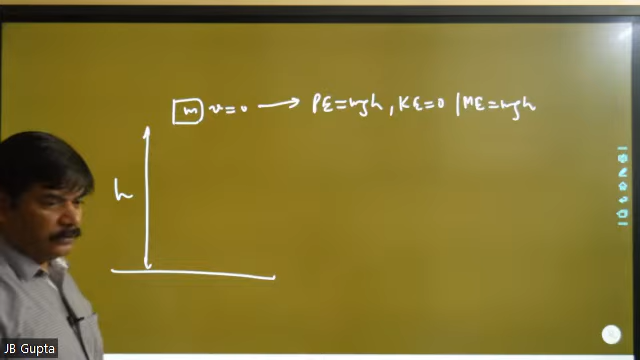 m v=0 → PE=mgh, KE=0 | ME=mgh
h
JB Gupta